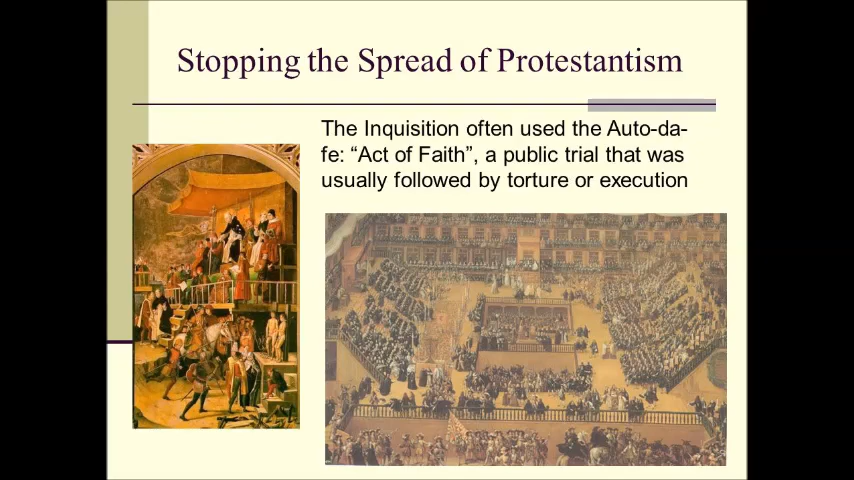 Stopping the Spread of Protestantism
The Inquisition often used the Auto-da-
fe: “Act of Faith”, a public trial that was
usually followed by torture or execution